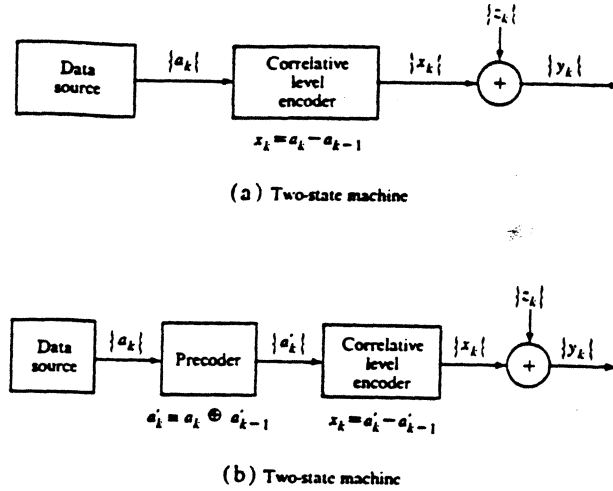 {z_k}
Data source
{a_k}
Correlative level encoder
{x_k}
+
{y_k}
x_k = a_k − a_{k−1}
(a) Two-state machine
{z_k}
Data source
{a_k}
Precoder
{a′_k}
Correlative level encoder
{x_k}
+
{y_k}
a′_k = a_k ⊕ a′_{k−1}
x_k = a′_k − a′_{k−1}
(b) Two-state machine